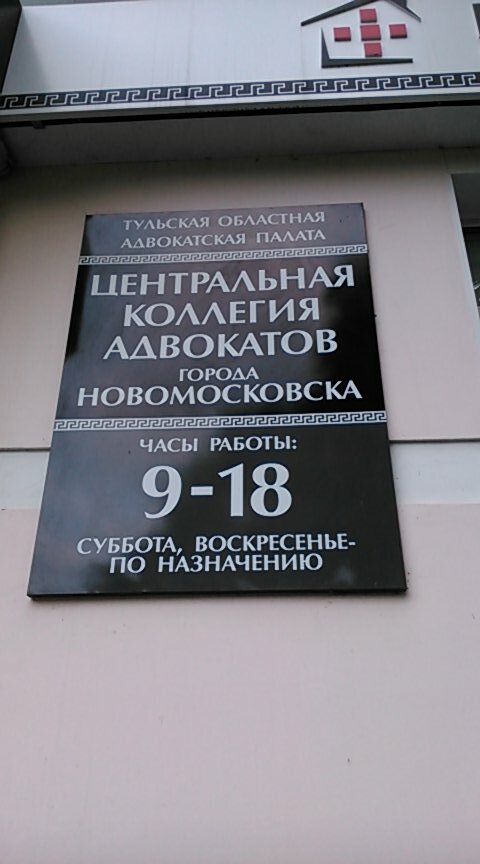 ТУЛЬСКАЯ ОБЛАСТНАЯ
АДВОКАТСКАЯ ПАЛАТА
ЦЕНТРАЛЬНАЯ
КОЛЛЕГИЯ
АДВОКАТОВ
ГОРОДА
НОВОМОСКОВСКА
ЧАСЫ РАБОТЫ:
9-18
СУББОТА, ВОСКРЕСЕНЬЕ-
ПО НАЗНАЧЕНИЮ